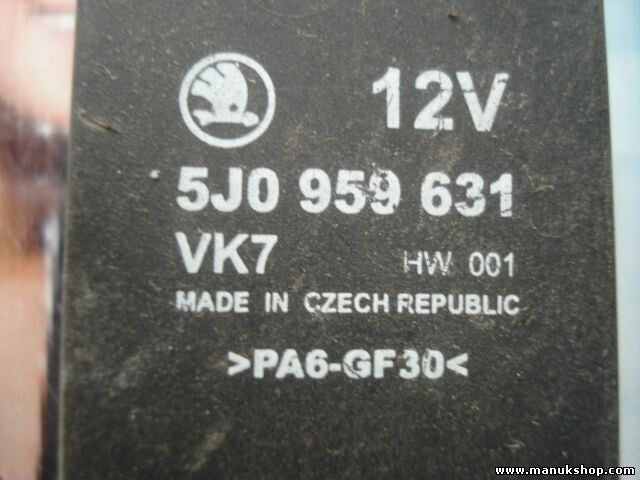 12V
5J0 959 631
VK7 HW 001
MADE IN CZECH REPUBLIC
>PA6-GF30<
www.manukshop.com